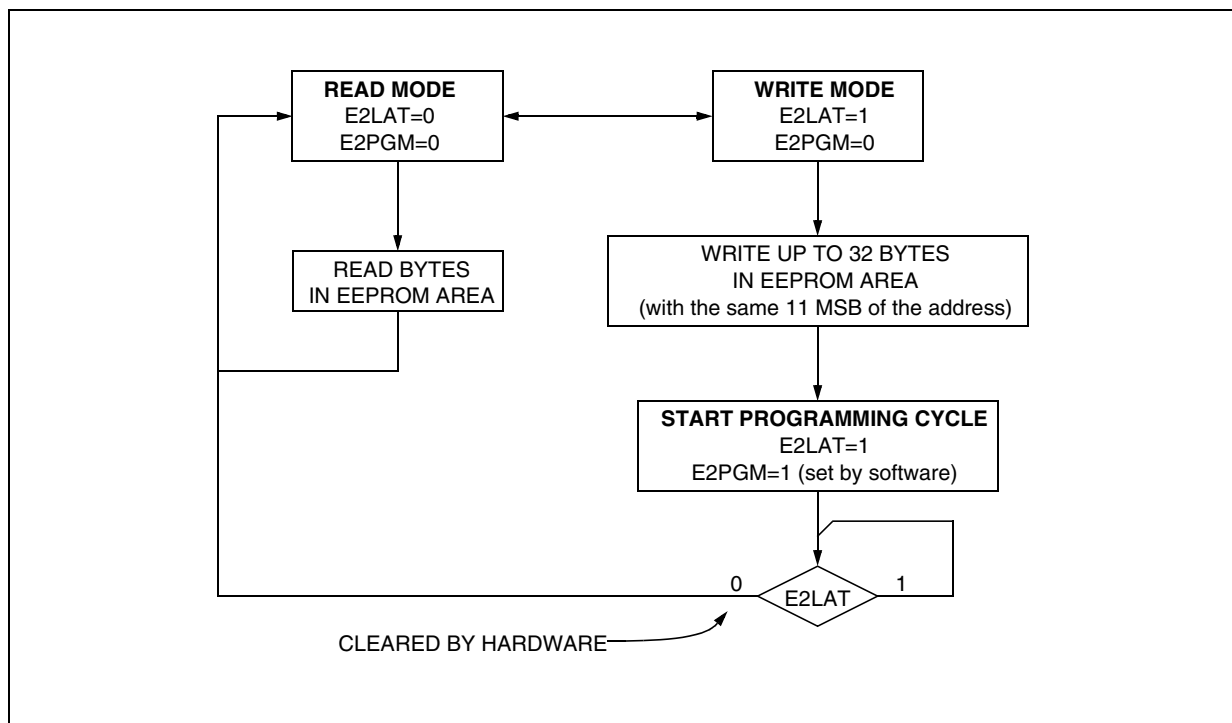 READ MODE
E2LAT=0
E2PGM=0
WRITE MODE
E2LAT=1
E2PGM=0
READ BYTES
IN EEPROM AREA
WRITE UP TO 32 BYTES
IN EEPROM AREA
(with the same 11 MSB of the address)
START PROGRAMMING CYCLE
E2LAT=1
E2PGM=1 (set by software)
0
E2LAT
1
CLEARED BY HARDWARE